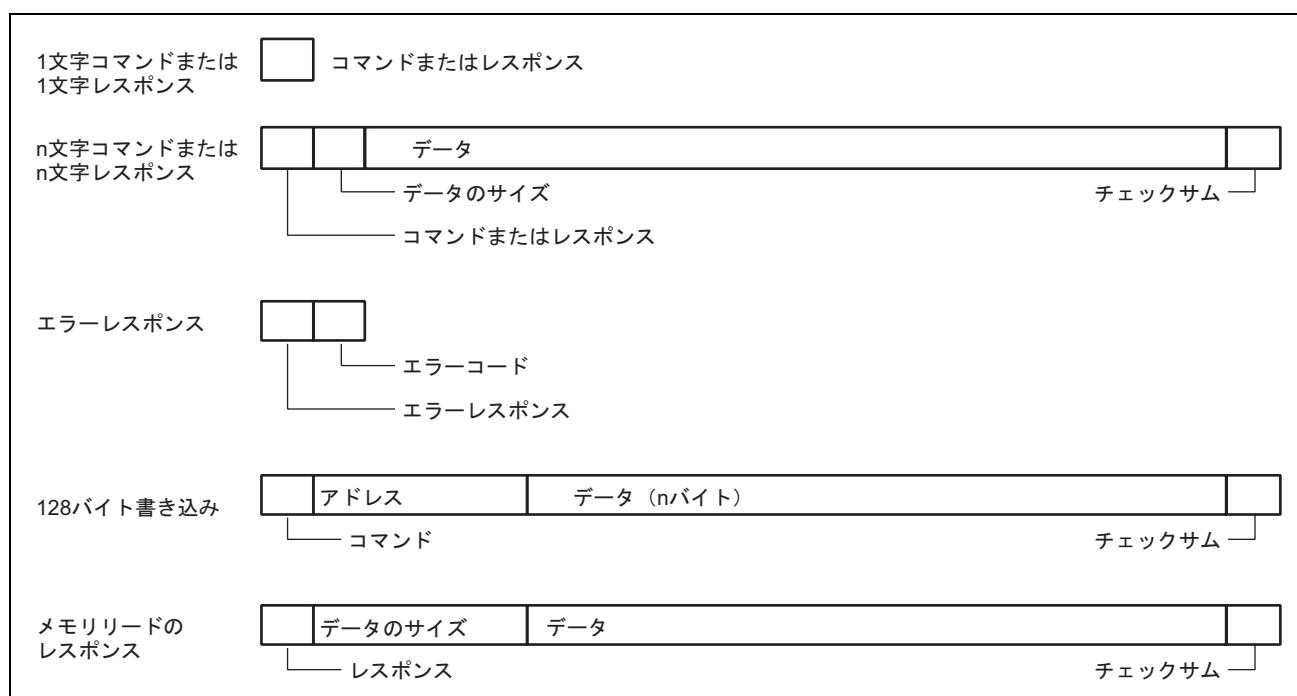 1文字コマンドまたは
1文字レスポンス
コマンドまたはレスポンス
n文字コマンドまたは
n文字レスポンス
データ
データのサイズ
チェックサム
コマンドまたはレスポンス
エラーレスポンス
エラーコード
エラーレスポンス
128バイト書き込み
アドレス
データ（nバイト）
コマンド
チェックサム
メモリリードの
レスポンス
データのサイズ
データ
レスポンス
チェックサム